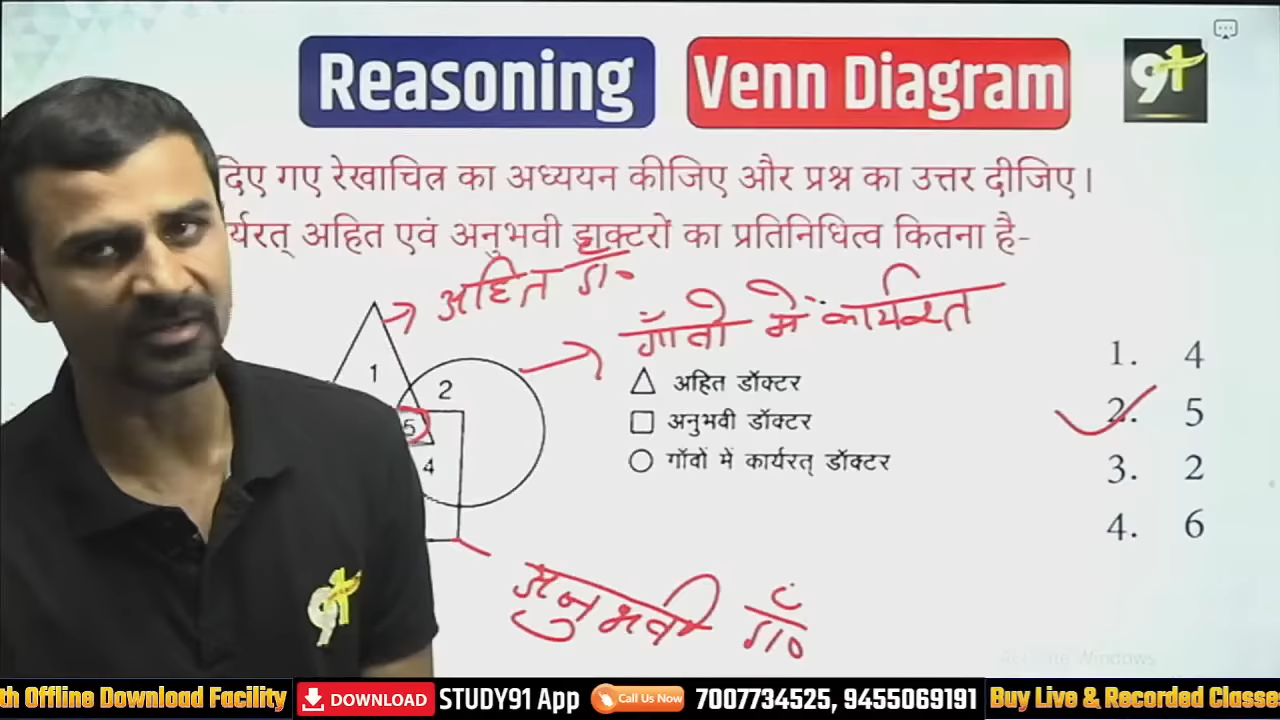 Reasoning Venn Diagram
91
दिए गए रेखाचित्र का अध्ययन कीजिए और प्रश्न का उत्तर दीजिए।
र्यरत् अहित एवं अनुभवी डाक्टरों का प्रतिनिधित्व कितना है-
अहित डॉ०
गाँवो में कार्यरत
1
2
5
4
△ अहित डॉक्टर
□ अनुभवी डॉक्टर
○ गॉवों में कार्यरत् डॉक्टर
1. 4
2. 5
3. 2
4. 6
अनुभवी डॉ०
91
th Offline Download Facility DOWNLOAD STUDY91 App Call Us Now 7007734525, 9455069191 Buy Live & Recorded Classe